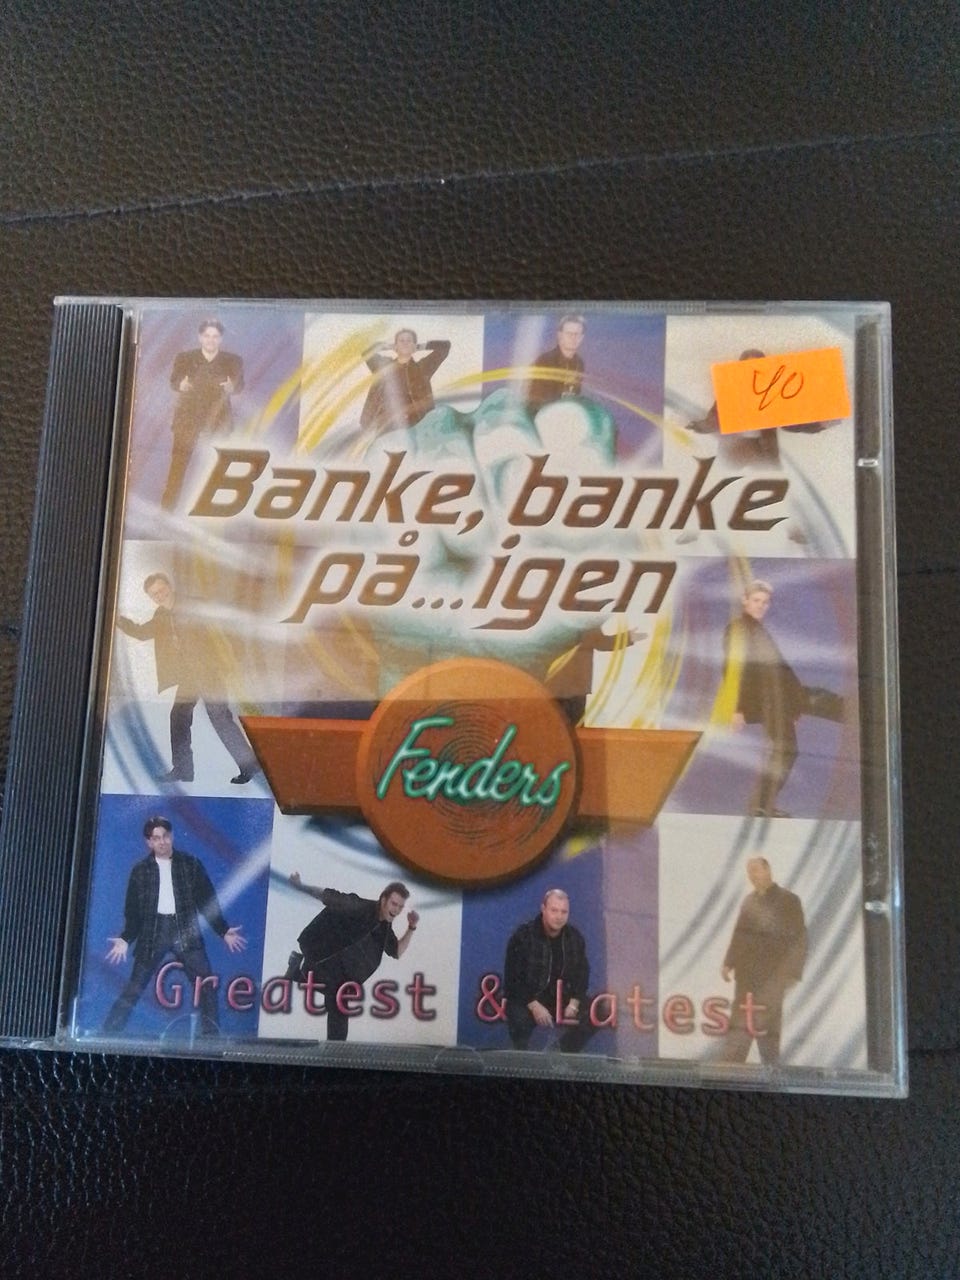 40
Banke, banke
på...igen
Fenders
Greatest & Latest